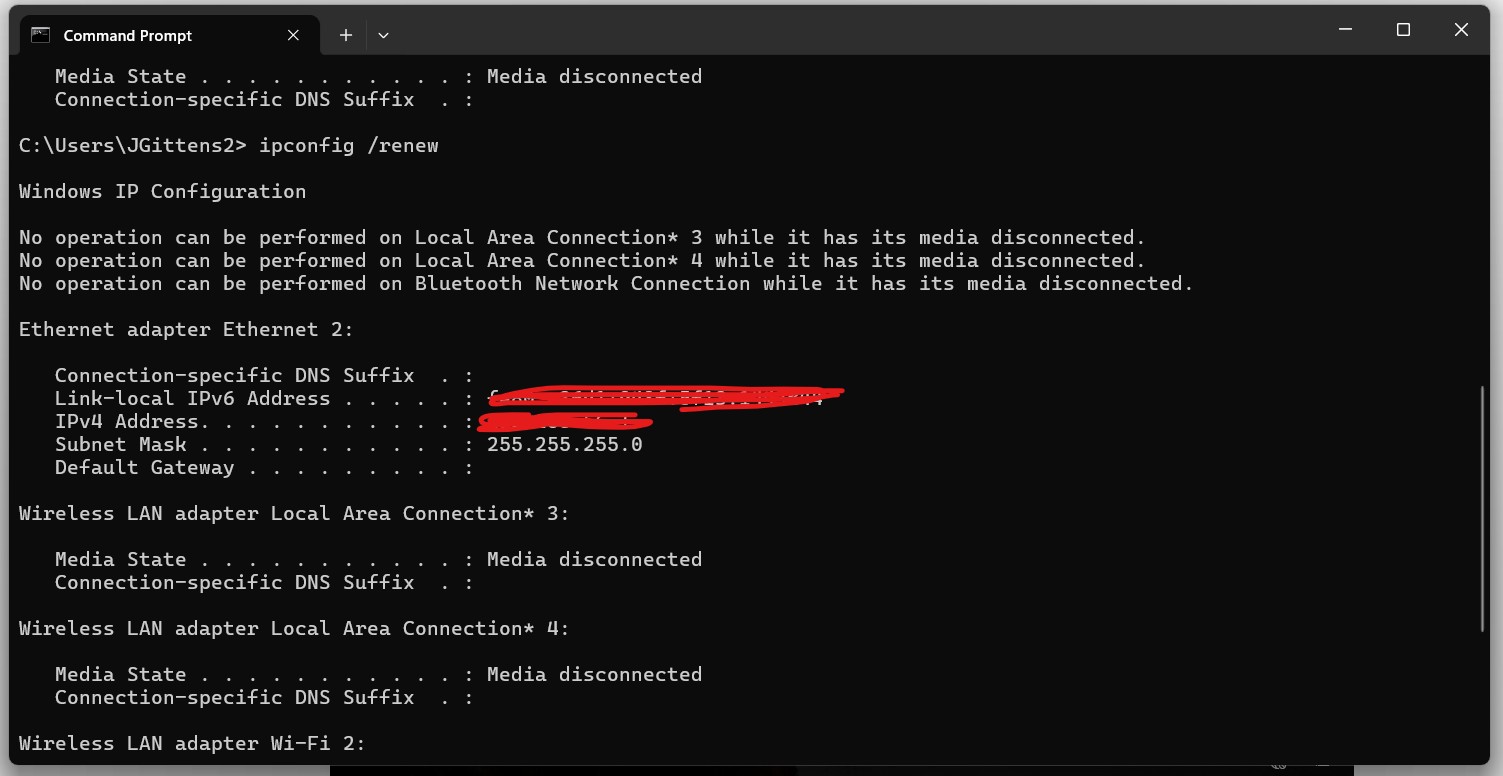 Command Prompt
Media State . . . . . . . . . . . : Media disconnected
Connection-specific DNS Suffix  . :
C:\Users\JGittens2> ipconfig /renew
Windows IP Configuration
No operation can be performed on Local Area Connection* 3 while it has its media disconnected.
No operation can be performed on Local Area Connection* 4 while it has its media disconnected.
No operation can be performed on Bluetooth Network Connection while it has its media disconnected.
Ethernet adapter Ethernet 2:
Connection-specific DNS Suffix  . :
Link-local IPv6 Address . . . . . :
IPv4 Address. . . . . . . . . . . :
Subnet Mask . . . . . . . . . . . : 255.255.255.0
Default Gateway . . . . . . . . . :
Wireless LAN adapter Local Area Connection* 3:
Media State . . . . . . . . . . . : Media disconnected
Connection-specific DNS Suffix  . :
Wireless LAN adapter Local Area Connection* 4:
Media State . . . . . . . . . . . : Media disconnected
Connection-specific DNS Suffix  . :
Wireless LAN adapter Wi-Fi 2: